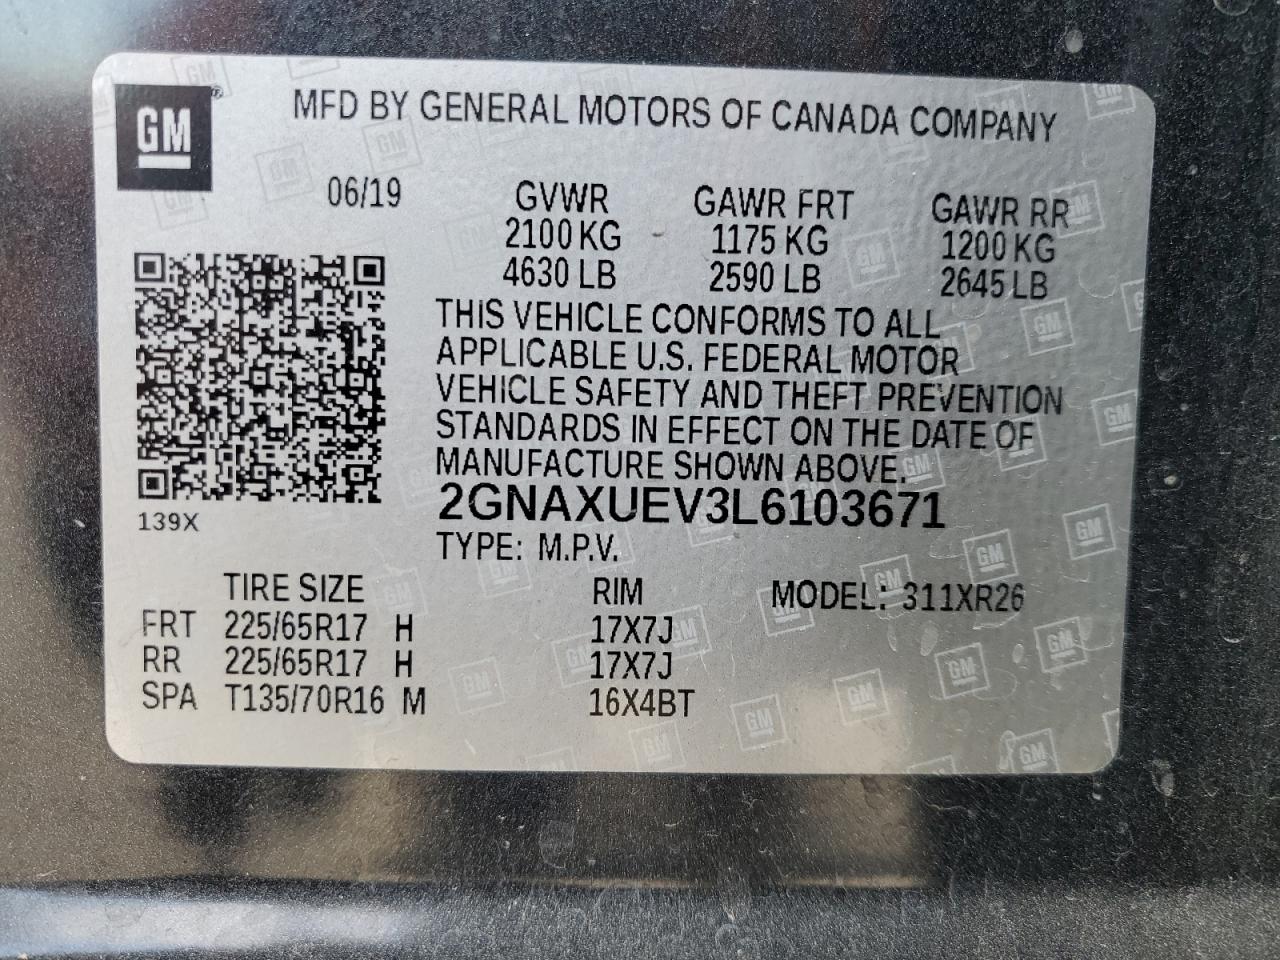 GM
MFD BY GENERAL MOTORS OF CANADA COMPANY
06/19 GVWR GAWR FRT GAWR RR
2100 KG 1175 KG 1200 KG
4630 LB 2590 LB 2645 LB
THIS VEHICLE CONFORMS TO ALL
APPLICABLE U.S. FEDERAL MOTOR
VEHICLE SAFETY AND THEFT PREVENTION
STANDARDS IN EFFECT ON THE DATE OF
MANUFACTURE SHOWN ABOVE.
2GNAXUEV3L6103671
139X
TYPE: M.P.V.
TIRE SIZE RIM MODEL: 311XR26
FRT 225/65R17 H 17X7J
RR 225/65R17 H 17X7J
SPA T135/70R16 M 16X4BT